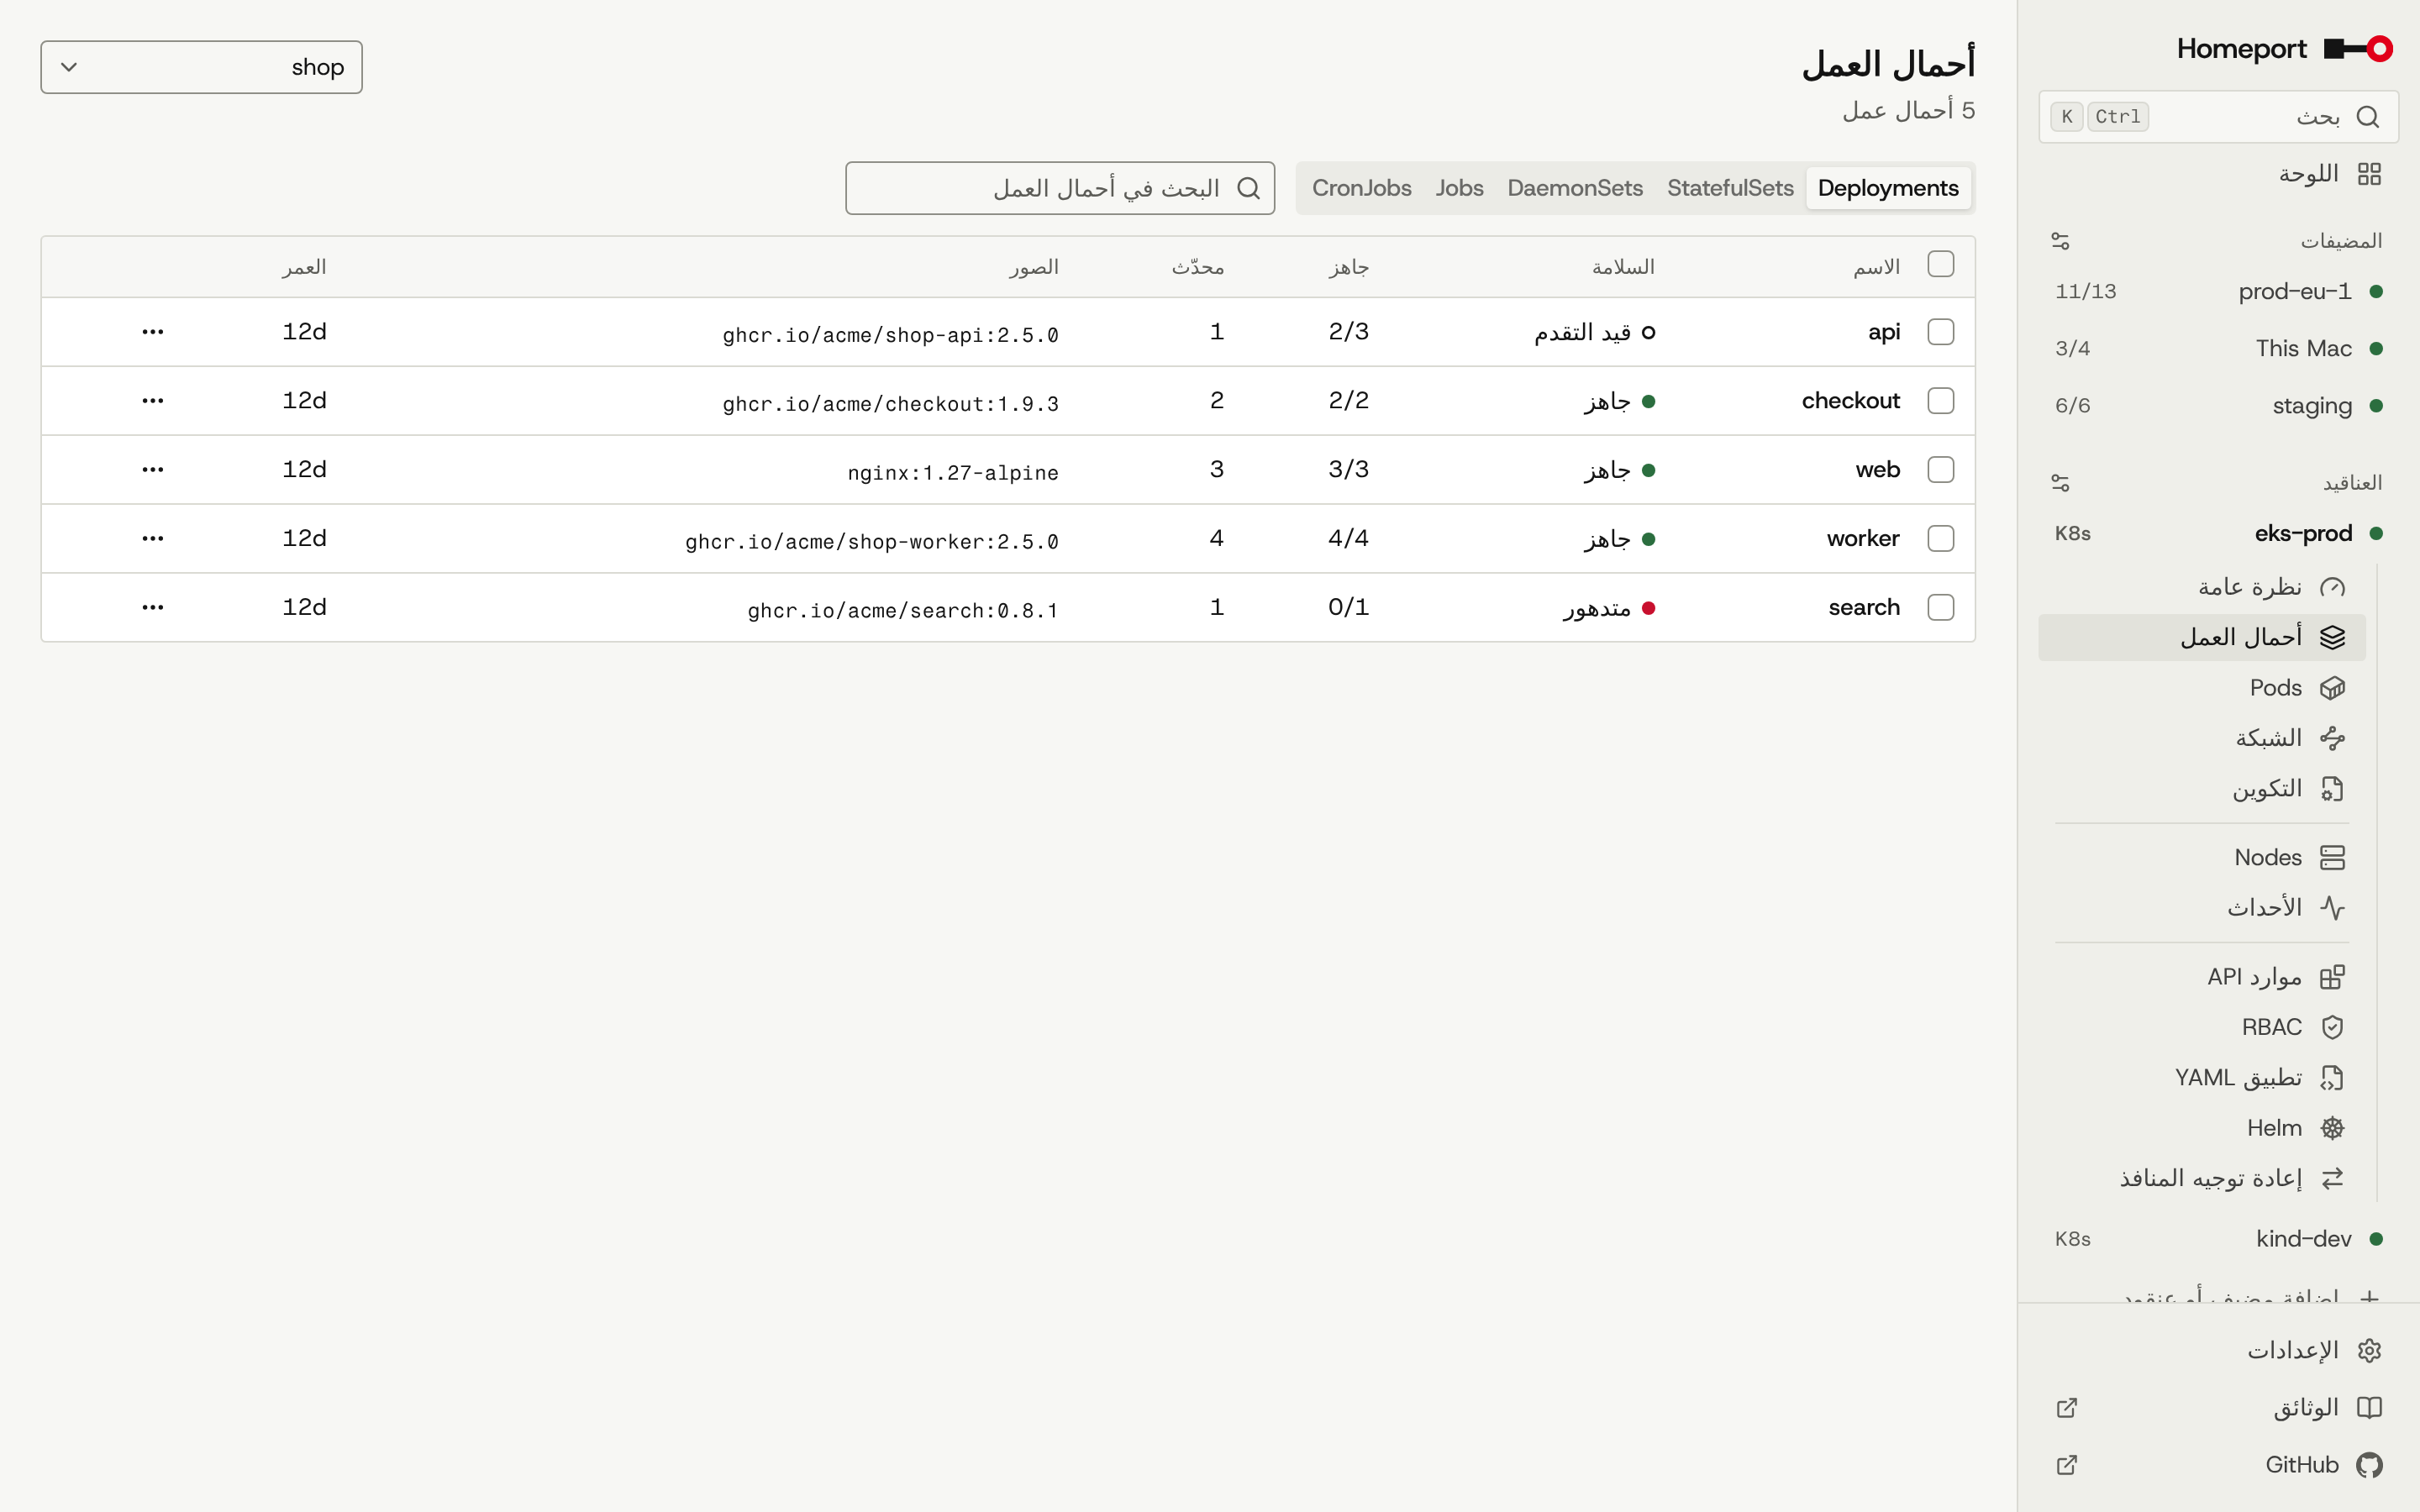 Homeport
بحث Ctrl K
اللوحة
المضيفات
prod-eu-1 11/13
This Mac 3/4
staging 6/6
العناقيد
eks-prod K8s
نظرة عامة
أحمال العمل
Pods
الشبكة
التكوين
Nodes
الأحداث
موارد API
RBAC
تطبيق YAML
Helm
إعادة توجيه المنافذ
kind-dev K8s
إضافة مضيف أو عنقود
الإعدادات
الوثائق
GitHub
أحمال العمل
5 أحمال عمل
shop
Deployments StatefulSets DaemonSets Jobs CronJobs
البحث في أحمال العمل
الاسم السلامة جاهز محدّث الصور العمر
api قيد التقدم 2/3 1 ghcr.io/acme/shop-api:2.5.0 12d
checkout جاهز 2/2 2 ghcr.io/acme/checkout:1.9.3 12d
web جاهز 3/3 3 nginx:1.27-alpine 12d
worker جاهز 4/4 4 ghcr.io/acme/shop-worker:2.5.0 12d
search متدهور 0/1 1 ghcr.io/acme/search:0.8.1 12d